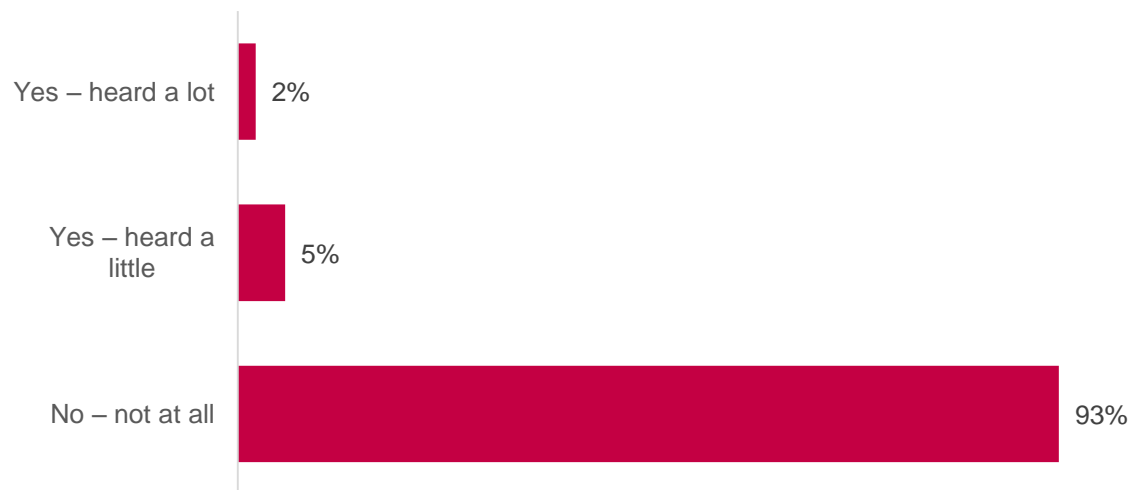 Yes – heard a lot
2%
Yes – heard a
little
5%
No – not at all
93%